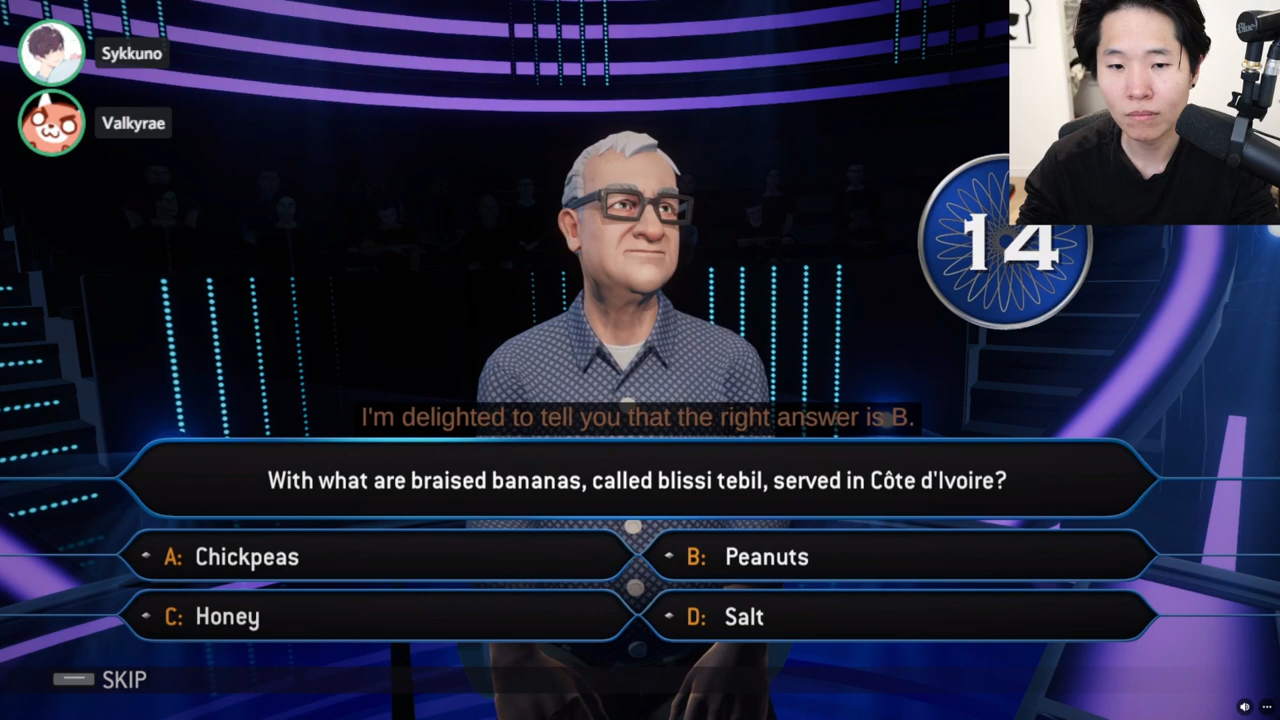 Sykkuno
Valkyrae
14
I'm delighted to tell you that the right answer is B.
With what are braised bananas, called blissi tebil, served in Côte d'Ivoire?
A: Chickpeas
B: Peanuts
C: Honey
D: Salt
SKIP
Blue